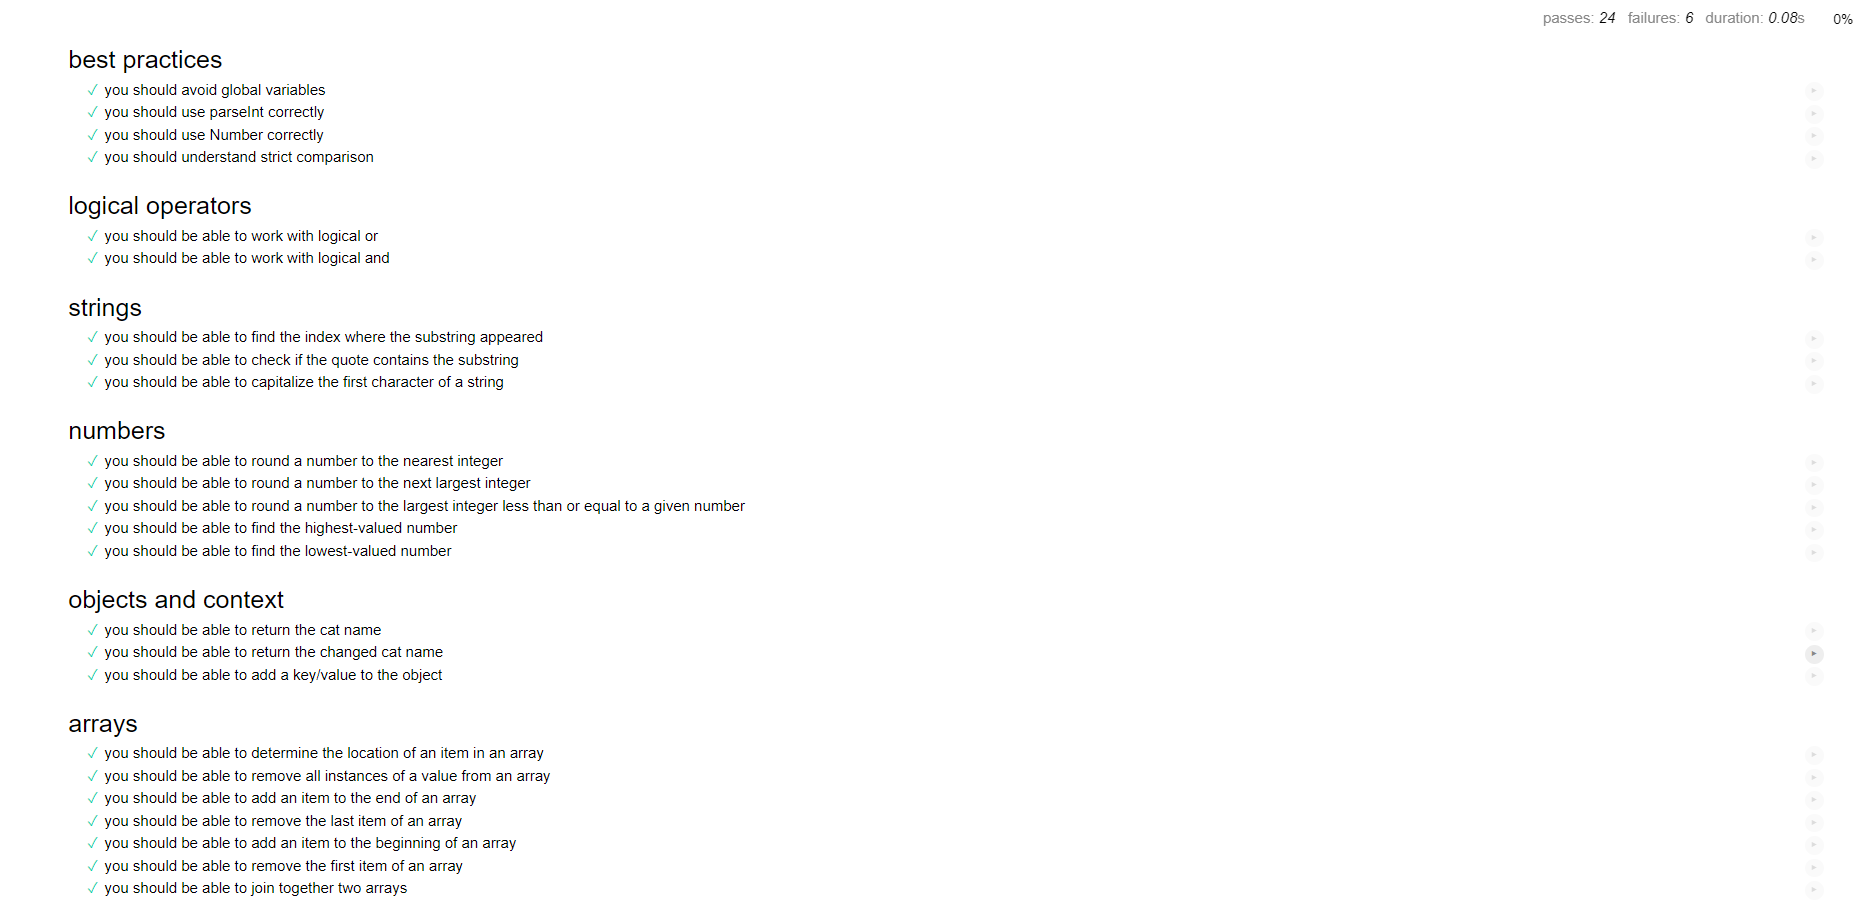 passes: 24 failures: 6 duration: 0.08s 0%
best practices
✓ you should avoid global variables
✓ you should use parseInt correctly
✓ you should use Number correctly
✓ you should understand strict comparison
logical operators
✓ you should be able to work with logical or
✓ you should be able to work with logical and
strings
✓ you should be able to find the index where the substring appeared
✓ you should be able to check if the quote contains the substring
✓ you should be able to capitalize the first character of a string
numbers
✓ you should be able to round a number to the nearest integer
✓ you should be able to round a number to the next largest integer
✓ you should be able to round a number to the largest integer less than or equal to a given number
✓ you should be able to find the highest-valued number
✓ you should be able to find the lowest-valued number
objects and context
✓ you should be able to return the cat name
✓ you should be able to return the changed cat name
✓ you should be able to add a key/value to the object
arrays
✓ you should be able to determine the location of an item in an array
✓ you should be able to remove all instances of a value from an array
✓ you should be able to add an item to the end of an array
✓ you should be able to remove the last item of an array
✓ you should be able to add an item to the beginning of an array
✓ you should be able to remove the first item of an array
✓ you should be able to join together two arrays